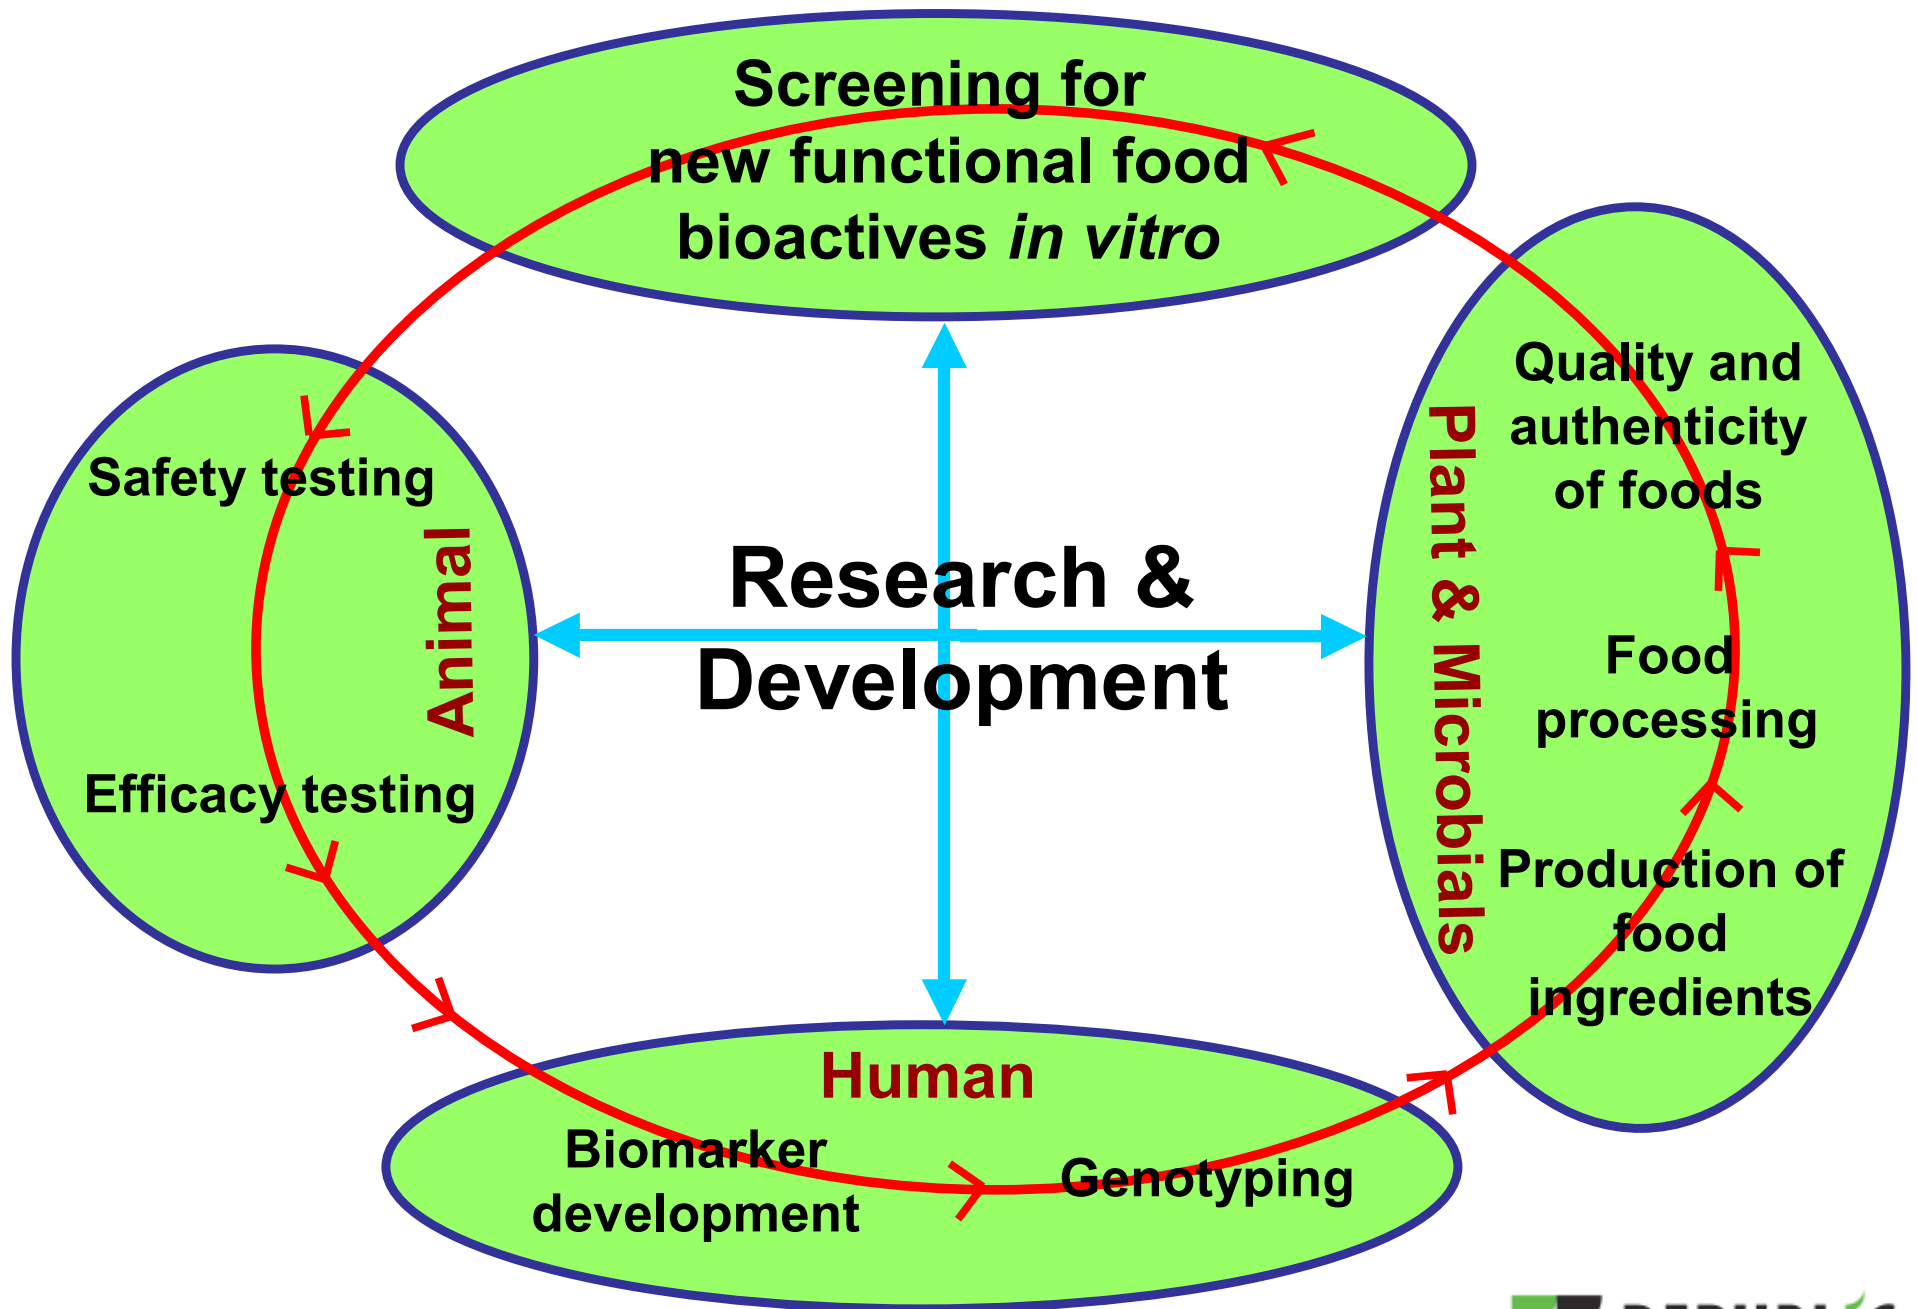 Screening for
new functional food
bioactives in vitro
Quality and
authenticity
of foods
Plant & Microbials
Safety testing
Animal
Research &
Development
Food
processing
Efficacy testing
Production of
food
ingredients
Human
Biomarker
development
Genotyping